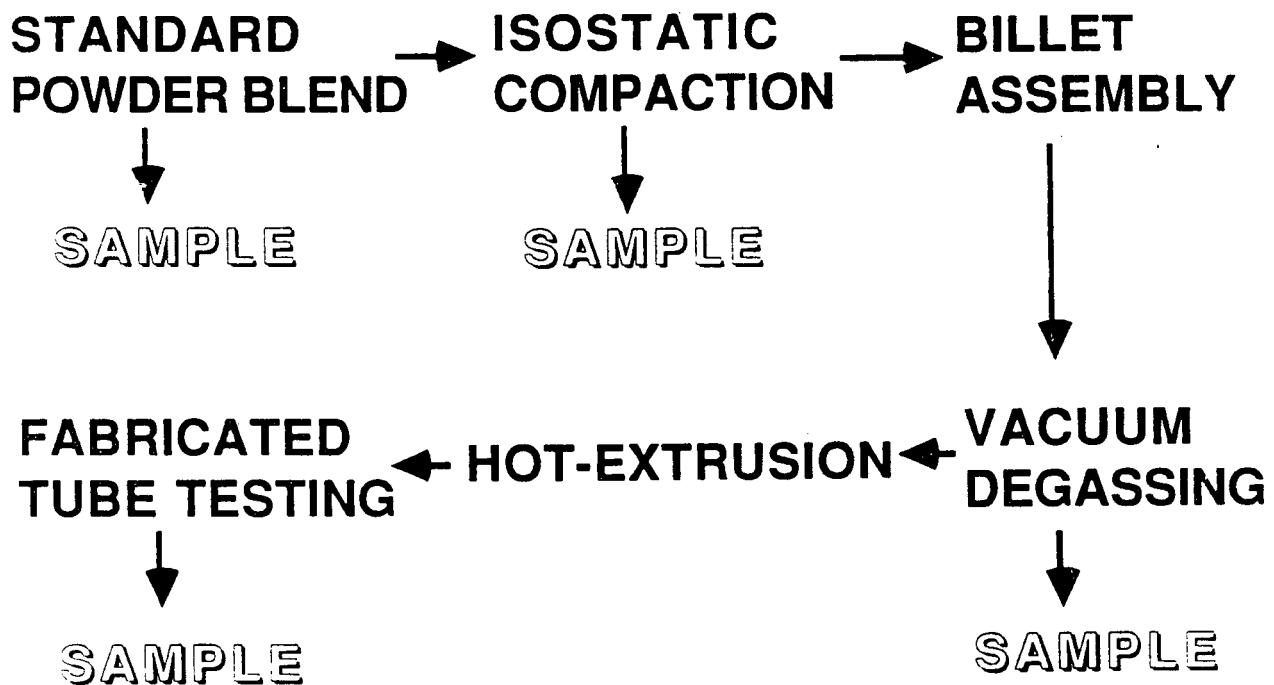 STANDARD
POWDER BLEND
ISOSTATIC
COMPACTION
BILLET
ASSEMBLY
SAMPLE
SAMPLE
FABRICATED
TUBE TESTING
HOT-EXTRUSION
VACUUM
DEGASSING
SAMPLE
SAMPLE